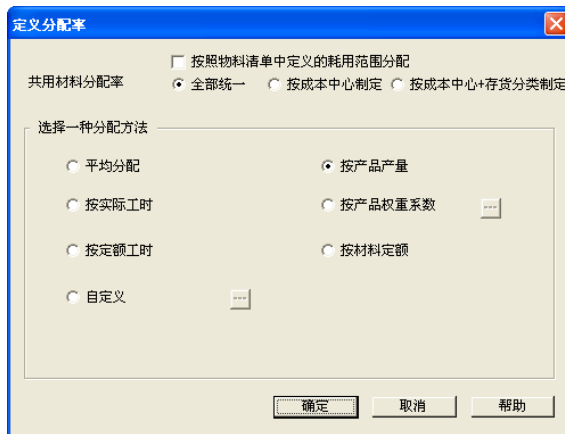 定义分配率
按照物料清单中定义的耗用范围分配
共用材料分配率 全部统一 按成本中心制定 按成本中心+存货分类制定
选择一种分配方法
平均分配 按产品产量
按实际工时 按产品权重系数 ...
按定额工时 按材料定额
自定义 ...
确定 取消 帮助